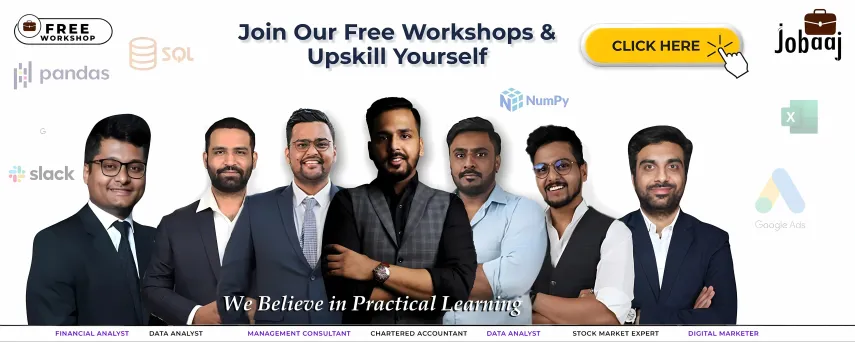 FREE
WORKSHOP
Join Our Free Workshops &
Upskill Yourself
CLICK HERE
Jobaaj
pandas
SQL
NumPy
X
G
slack
Google Ads
We Believe in Practical Learning
FINANCIAL ANALYST
DATA ANALYST
MANAGEMENT CONSULTANT
CHARTERED ACCOUNTANT
DATA ANALYST
STOCK MARKET EXPERT
DIGITAL MARKETER